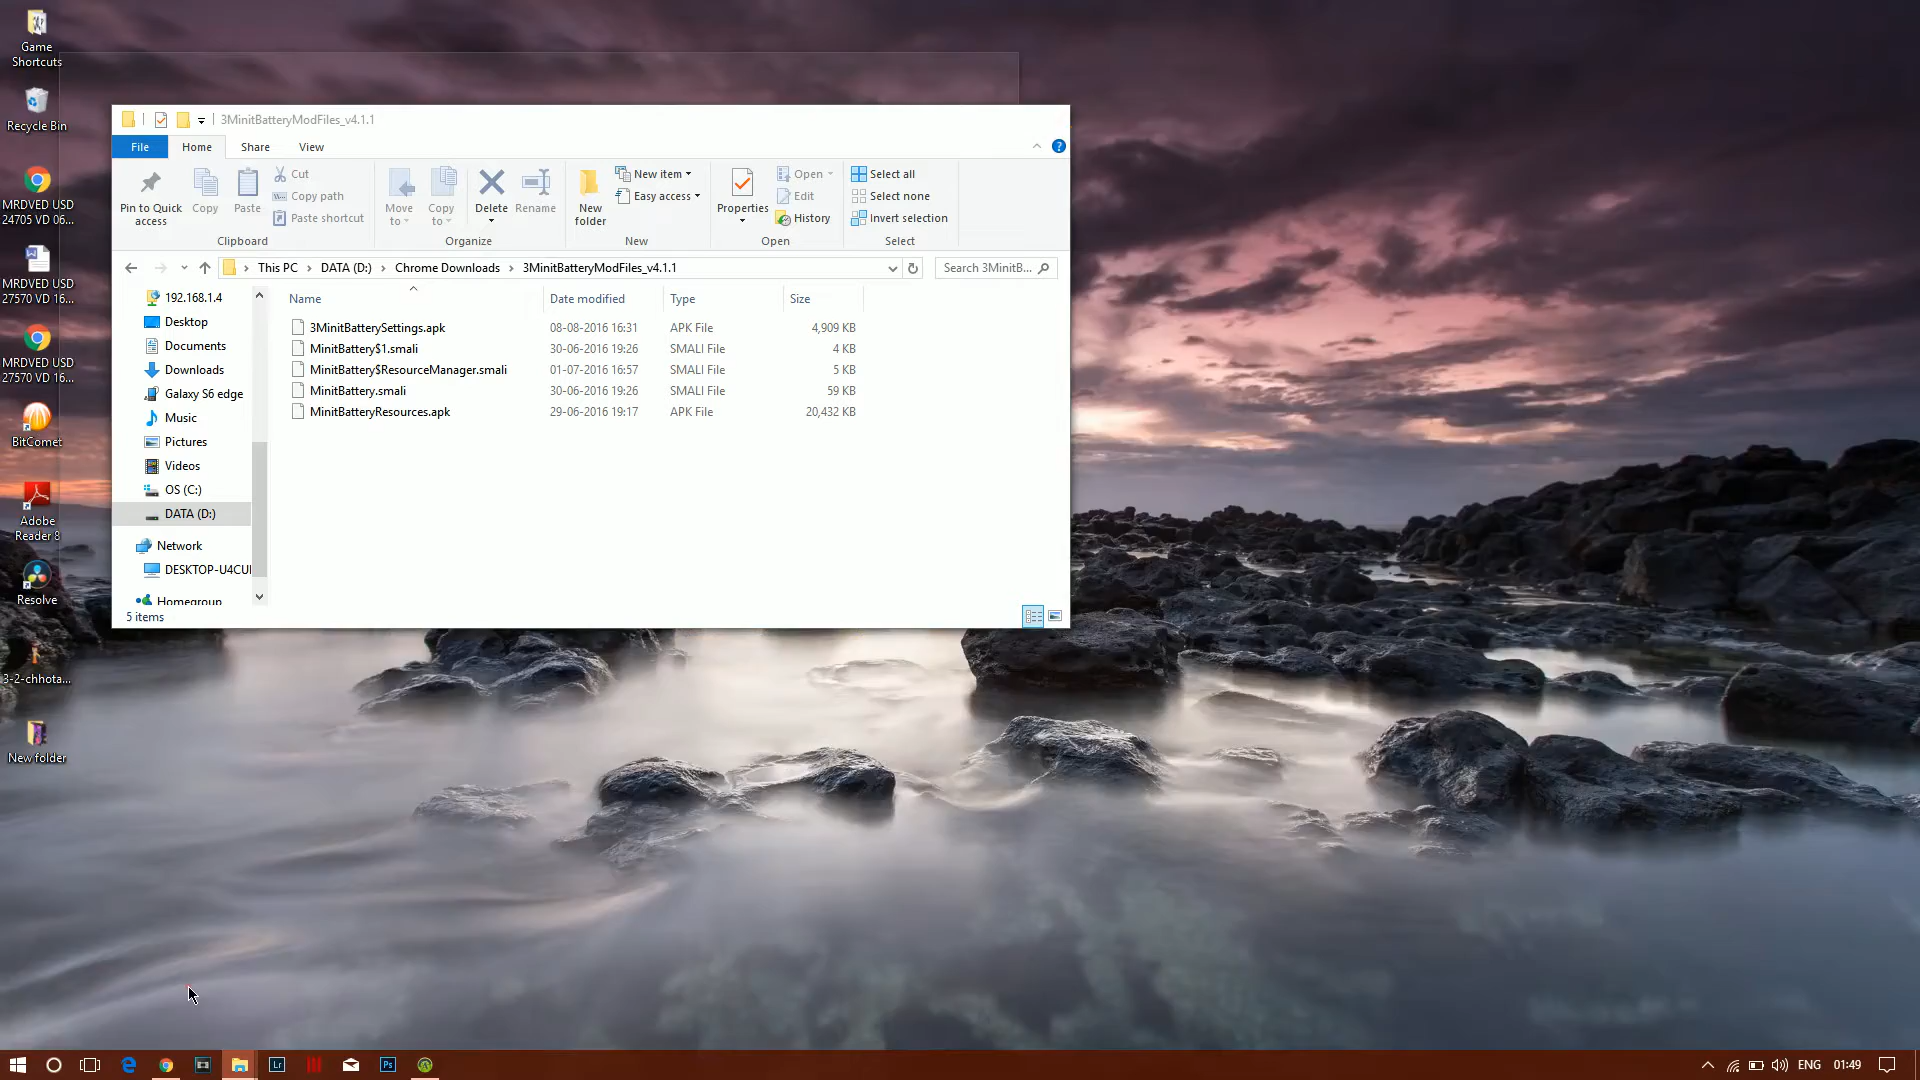 Game
Shortcuts
Recycle Bin
MRDVED USD
24705 VD 06...
MRDVED USD
27570 VD 16...
MRDVED USD
27570 VD 16...
BitComet
Adobe
Reader 8
Resolve
3-2-chhota...
New folder
3MinitBatteryModFiles_v4.1.1
File Home Share View
Pin to Quick
access
Copy
Paste
Cut
Copy path
Paste shortcut
Clipboard
Move
to
Copy
to
Delete
Rename
Organize
New
folder
New item
Easy access
New
Properties
Open
Edit
History
Open
Select all
Select none
Invert selection
Select
This PC DATA (D:) Chrome Downloads 3MinitBatteryModFiles_v4.1.1
Search 3MinitB...
192.168.1.4
Desktop
Documents
Downloads
Galaxy S6 edge
Music
Pictures
Videos
OS (C:)
DATA (D:)
Network
DESKTOP-U4CU
Homegroup
Name Date modified Type Size
3MinitBatterySettings.apk 08-08-2016 16:31 APK File 4,909 KB
MinitBattery$1.smali 30-06-2016 19:26 SMALI File 4 KB
MinitBattery$ResourceManager.smali 01-07-2016 16:57 SMALI File 5 KB
MinitBattery.smali 30-06-2016 19:26 SMALI File 59 KB
MinitBatteryResources.apk 29-06-2016 19:17 APK File 20,432 KB
5 items
Lr
Ps
ENG
01:49